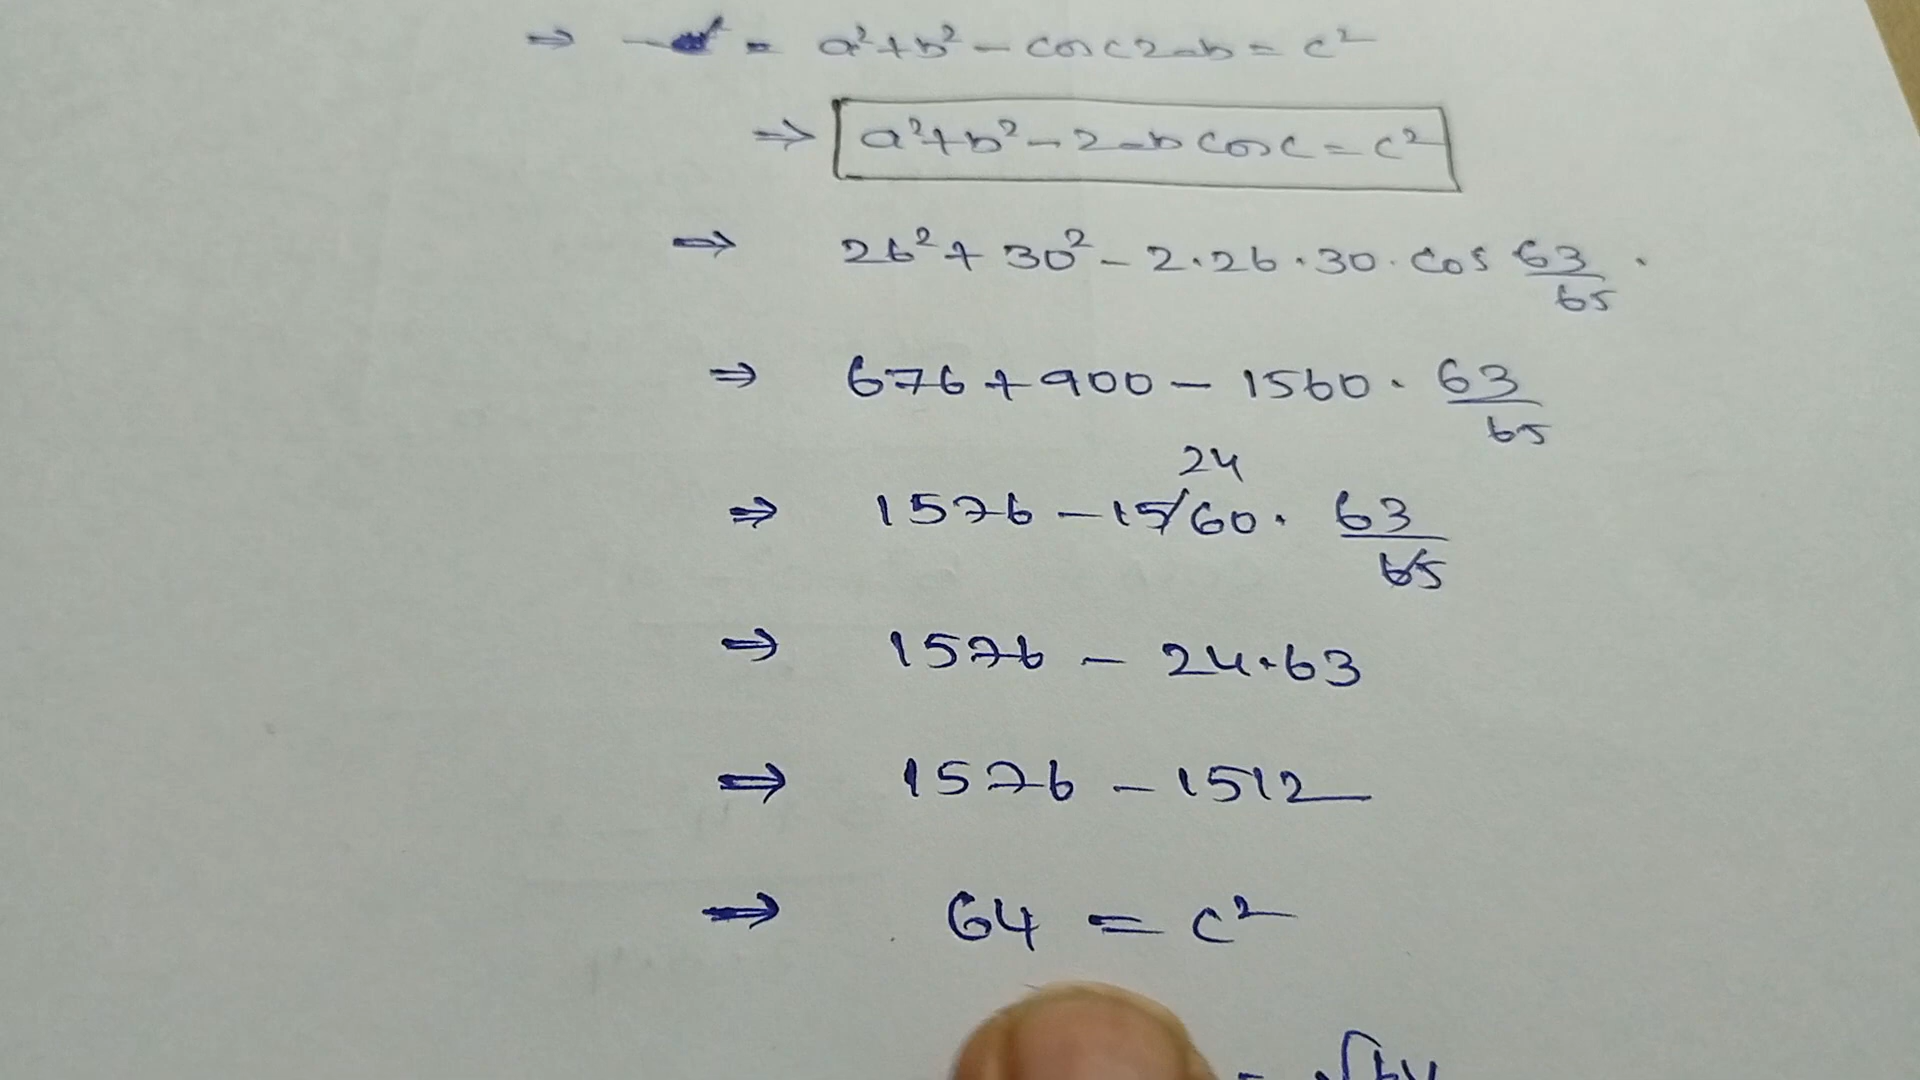 ⇒ = a²+b² - cosc2ab = c²
⇒ a²+b² - 2ab cosc = c²
⇒ 26² + 30² - 2.26.30. cos 63/65 .
⇒ 676 + 900 - 1560 . 63/65
24
⇒ 1576 - 1560 . 63/65
⇒ 1576 - 24.63
⇒ 1576 - 1512
⇒ 64 = c²
= √64